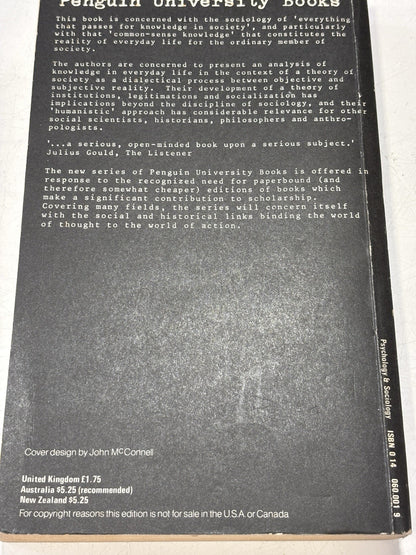 Penguin University Books
This book is concerned with the sociology of 'everything
that passes for knowledge in society', and particularly
with that 'common-sense knowledge' that constitutes the
reality of everyday life for the ordinary member of
society.
The authors are concerned to present an analysis of
knowledge in everyday life in the context of a theory of
society as a dialectical process between objective and
subjective reality. Their development of a theory of
institutions, legitimations and socialization has
implications beyond the discipline of sociology, and their
'humanistic' approach has considerable relevance for other
social scientists, historians, philosophers and anthro-
pologists.
'...a serious, open-minded book upon a serious subject.'
Julius Gould, The Listener
The new series of Penguin University Books is offered in
response to the recognized need for paperbound (and
therefore somewhat cheaper) editions of books which
make a significant contribution to scholarship.
Covering many fields, the series will concern itself
with the social and historical links binding the world
of thought to the world of action.
Cover design by John McConnell
United Kingdom £1.75
Australia $5.25 (recommended)
New Zealand $5.25
For copyright reasons this edition is not for sale in the U.S.A. or Canada
Psychology & Sociology
ISBN 0 14 060 001 9